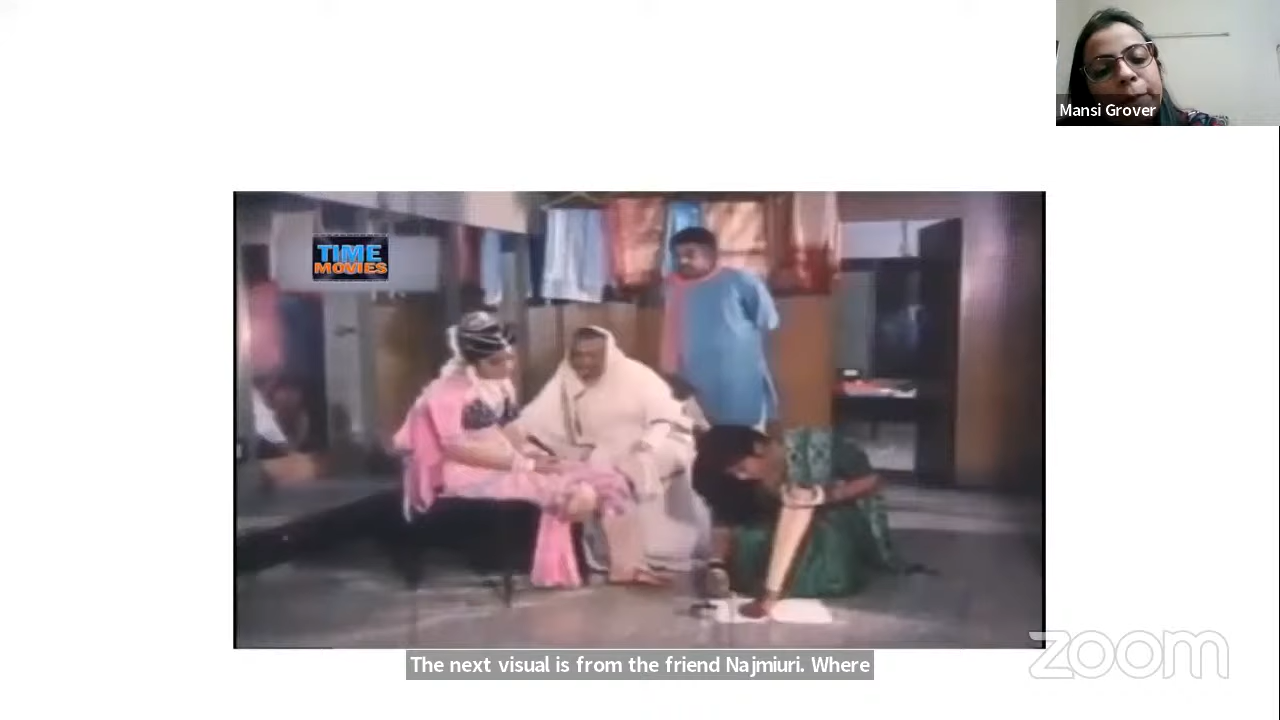 Mansi Grover
TIME
MOVIES
The next visual is from the friend Najmiuri. Where
zoom